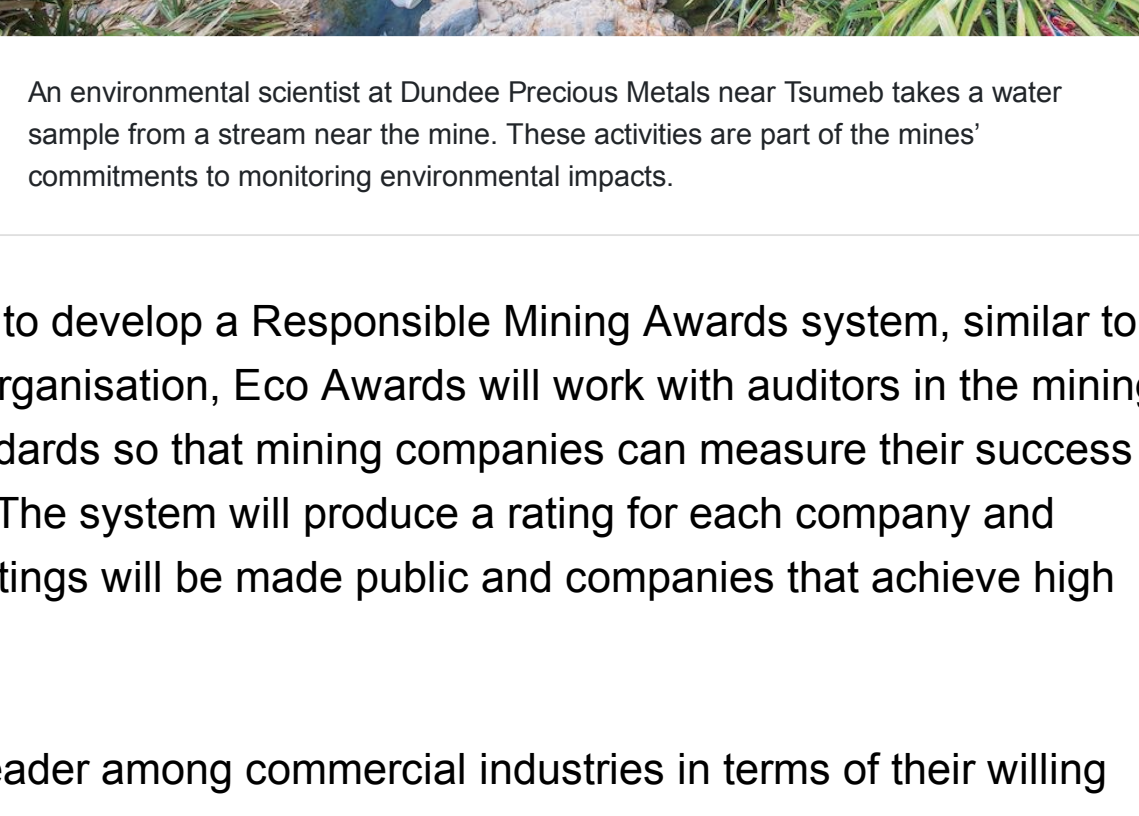 An environmental scientist at Dundee Precious Metals near Tsumeb takes a water
sample from a stream near the mine. These activities are part of the mines’
commitments to monitoring environmental impacts.
to develop a Responsible Mining Awards system, similar to
rganisation, Eco Awards will work with auditors in the mining
dards so that mining companies can measure their success
The system will produce a rating for each company and
tings will be made public and companies that achieve high
eader among commercial industries in terms of their willing